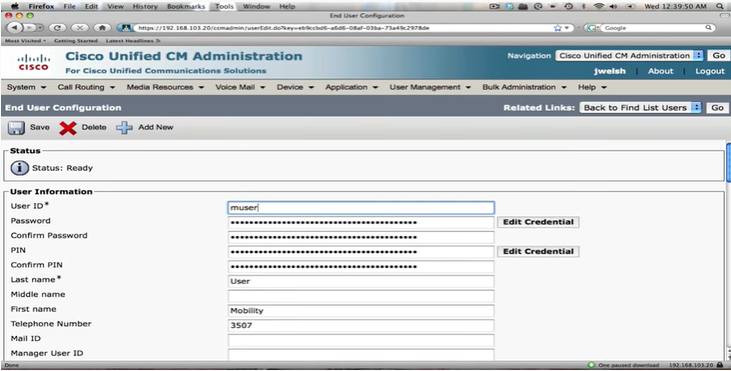 Firefox File Edit View History Bookmarks Tools Window Help Wed 12:39:50 AM
End User Configuration
https://192.168.103.20/ccmadmin/userEdit.do?key=eb9ccbd6-a6d6-08af-03ba-73a49c2978de Google
Most Visited Getting Started Latest Headlines
cisco Cisco Unified CM Administration Navigation Cisco Unified CM Administration Go
For Cisco Unified Communications Solutions jwelsh About Logout
System Call Routing Media Resources Voice Mail Device Application User Management Bulk Administration Help
End User Configuration Related Links: Back to Find List Users Go
Save Delete Add New
Status
i Status: Ready
User Information
User ID* muser
Password Edit Credential
Confirm Password
PIN Edit Credential
Confirm PIN
Last name* User
Middle name
First name Mobility
Telephone Number 3507
Mail ID
Manager User ID
Done One paused download 192.168.103.20